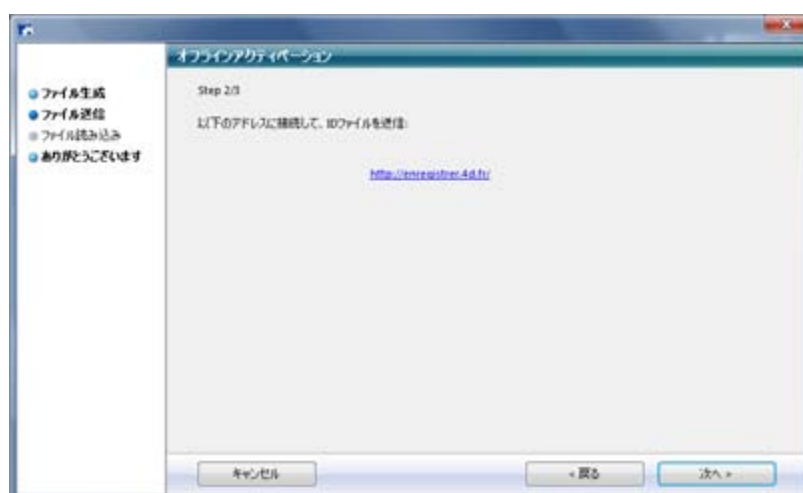 オフラインアクティベーション
ファイル生成
ファイル送信
ファイル読み込み
ありがとうございます
Step 2/3
以下のアドレスに接続して、IDファイルを送信:
http://enregistrer.4d.fr/
キャンセル
« 戻る
次へ »